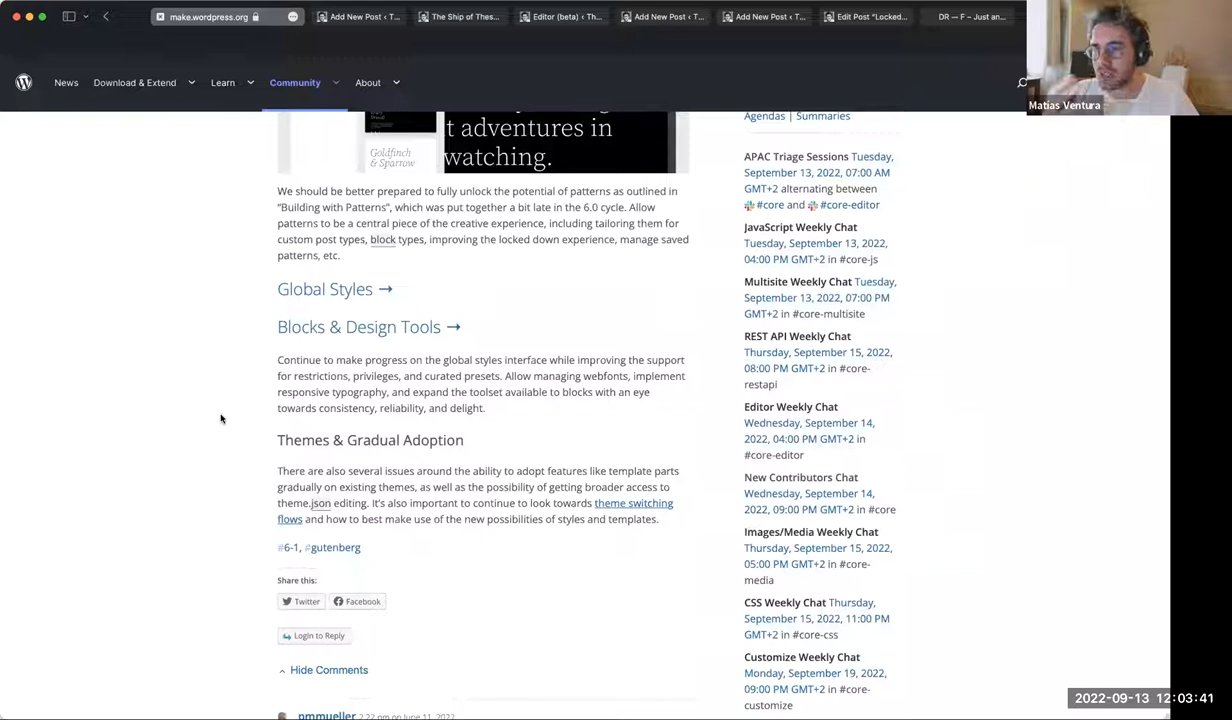 make.wordpress.org
Add New Post ‹ T...
The Ship of Thes...
Editor (beta) ‹ Th...
Add New Post ‹ T...
Add New Post ‹ T...
Edit Post “Locked...
DR — F – Just an...
News
Download & Extend
Learn
Community
About
Matias Ventura
t adventures in
watching.
Goldfinch
& Sparrow
We should be better prepared to fully unlock the potential of patterns as outlined in
“Building with Patterns”, which was put together a bit late in the 6.0 cycle. Allow
patterns to be a central piece of the creative experience, including tailoring them for
custom post types, block types, improving the locked down experience, manage saved
patterns, etc.
Global Styles →
Blocks & Design Tools →
Continue to make progress on the global styles interface while improving the support
for restrictions, privileges, and curated presets. Allow managing webfonts, implement
responsive typography, and expand the toolset available to blocks with an eye
towards consistency, reliability, and delight.
Themes & Gradual Adoption
There are also several issues around the ability to adopt features like template parts
gradually on existing themes, as well as the possibility of getting broader access to
theme.json editing. It’s also important to continue to look towards theme switching
flows and how to best make use of the new possibilities of styles and templates.
#6-1, #gutenberg
Share this:
Twitter
Facebook
Login to Reply
Hide Comments
pmmueller 2:22 pm on June 11, 2022
Agendas | Summaries
APAC Triage Sessions Tuesday,
September 13, 2022, 07:00 AM
GMT+2 alternating between
#core and #core-editor
JavaScript Weekly Chat
Tuesday, September 13, 2022,
04:00 PM GMT+2 in #core-js
Multisite Weekly Chat Tuesday,
September 13, 2022, 07:00 PM
GMT+2 in #core-multisite
REST API Weekly Chat
Thursday, September 15, 2022,
08:00 PM GMT+2 in #core-
restapi
Editor Weekly Chat
Wednesday, September 14,
2022, 04:00 PM GMT+2 in
#core-editor
New Contributors Chat
Wednesday, September 14,
2022, 09:00 PM GMT+2 in #core
Images/Media Weekly Chat
Thursday, September 15, 2022,
05:00 PM GMT+2 in #core-
media
CSS Weekly Chat Thursday,
September 15, 2022, 11:00 PM
GMT+2 in #core-css
Customize Weekly Chat
Monday, September 19, 2022,
09:00 PM GMT+2 in #core-
customize
2022-09-13 12:03:41